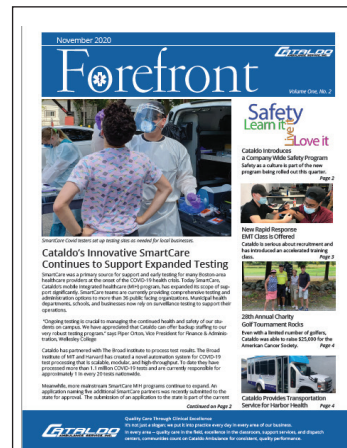 November 2020
CATALDO
Forefront
Volume One, No. 2
Safety
Learn it
Live it
Love it
Cataldo Introduces
a Company Wide Safety Program
Safety as a culture is part of the new
program being rolled out this quarter.
Page 2
New Rapid Response
EMT Class is Offered
Cataldo is serious about recruitment and
has introduced an accelerated training
class.
Page 3
28th Annual Charity
Golf Tournament Rocks
Even with a limited number of golfers,
Cataldo was able to raise $25,000 for the
American Cancer Society.
Page 4
Cataldo Provides Transportation
Service for Harbor Health
Page 4
SmartCare Covid testers set up testing sites as needed for local businesses.
Cataldo's Innovative SmartCare
Continues to Support Expanded Testing
SmartCare was a primary source for support and early testing for many Boston-area
healthcare providers at the onset of the COVID-19 health crisis. Today SmartCare,
Cataldo's mobile integrated healthcare (MIH) program, has expanded its scope of sup-
port significantly. SmartCare teams are currently providing comprehensive testing and
administration options to more than 38 public facing organizations. Municipal health
departments, schools, and businesses now rely on surveillance testing to support their
operations.
"Ongoing testing is crucial to managing the continued health and safety of our stu-
dents on campus. We have appreciated that Cataldo can offer backup staffing to our
very robust testing program," says Piper Orton, Vice President for Finance & Adminis-
tration, Wellesley College
Cataldo has partnered with The Broad Institute to process test results. The Broad
Institute of MIT and Harvard has created a novel automation system for COVID-19
test processing that is scalable, modular, and high-throughput. To date they have
processed more than 1.1 million COVID-19 tests and are currently responsible for
approximately 1 in every 20 tests nationwide.
Meanwhile, more mainstream SmartCare MIH programs continue to expand. An
application naming five additional SmartCare partners was recently submitted to the
state for approval. The submission of an application to the state is part of the current
Continued on Page 2
CATALDO
AMBULANCE SERVICE, INC.
Quality Care Through Clinical Excellence
It's not just a slogan; we put it into practice every day in every area of our business.
In every area – quality care in the field, excellence in the classroom, support services, and dispatch
centers, communities count on Cataldo Ambulance for consistent, quality performance.